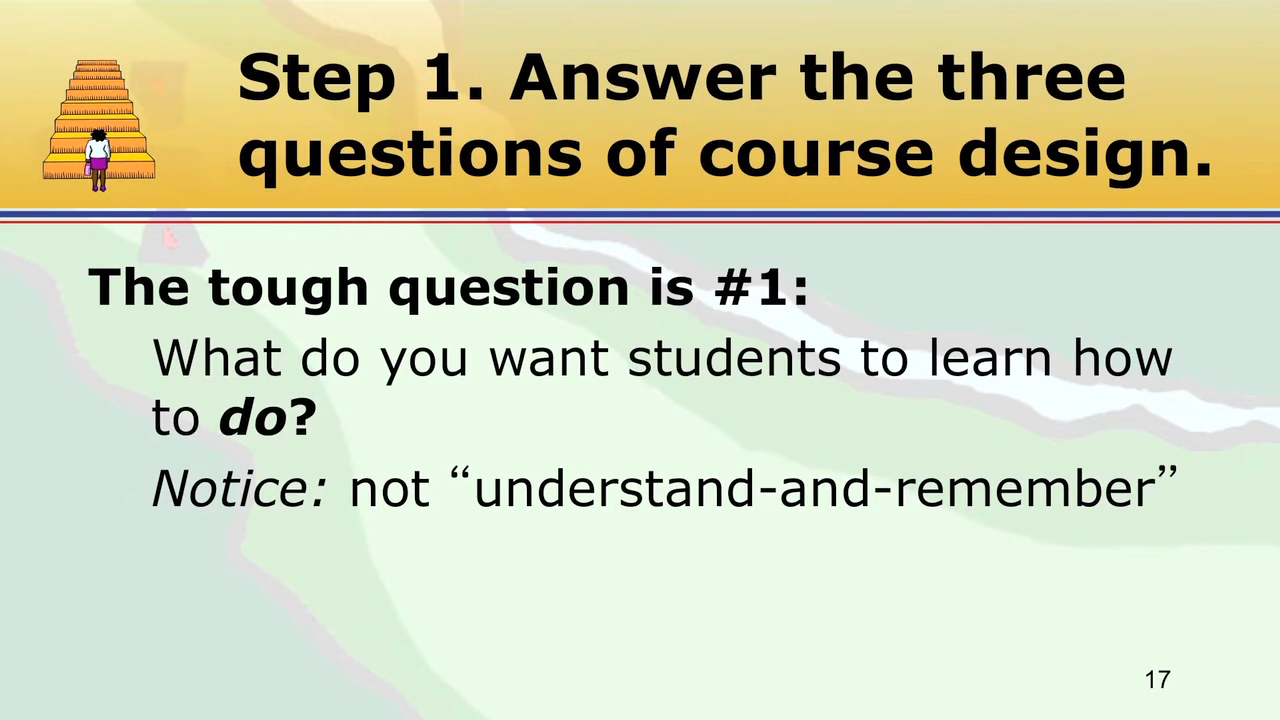 Step 1. Answer the three
questions of course design.
The tough question is #1:
What do you want students to learn how
to do?
Notice: not “understand-and-remember”
17